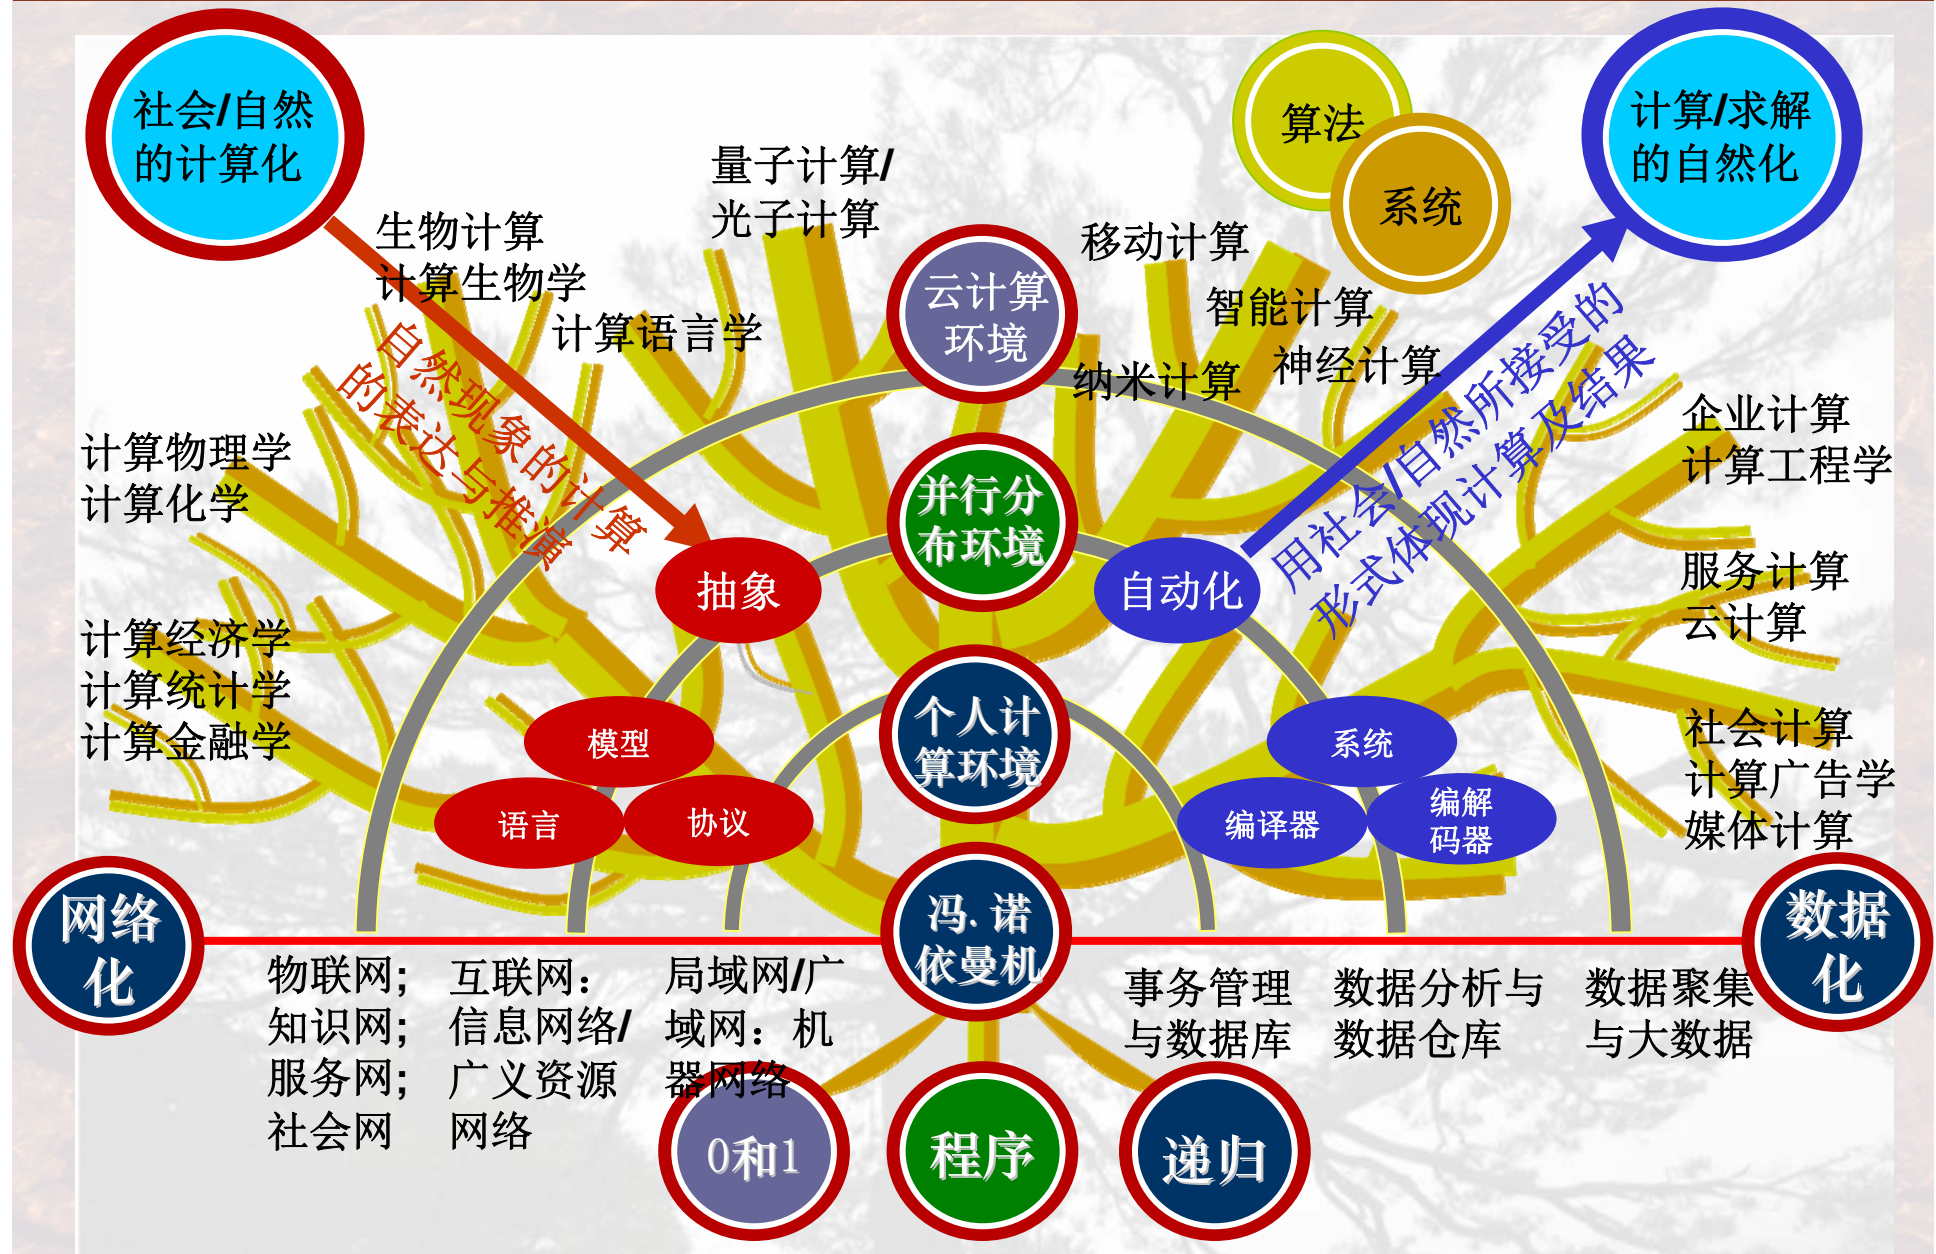 社会/自然
的计算化
算法
系统
计算/求解
的自然化
量子计算/
光子计算
生物计算
计算生物学
计算语言学
云计算
环境
移动计算
智能计算
神经计算
纳米计算
自然现象的计算
的表达与推演
用社会/自然所接受的
形式体现计算及结果
计算物理学
计算化学
企业计算
计算工程学
并行分
布环境
抽象
自动化
服务计算
云计算
计算经济学
计算统计学
计算金融学
个人计
算环境
模型
语言
协议
系统
编译器
编解
码器
社会计算
计算广告学
媒体计算
网络
化
冯.诺
依曼机
数据
化
物联网;
知识网;
服务网;
社会网
互联网：
信息网络/
广义资源
网络
局域网/广
域网：机
器网络
事务管理
与数据库
数据分析与
数据仓库
数据聚集
与大数据
0和1
程序
递归